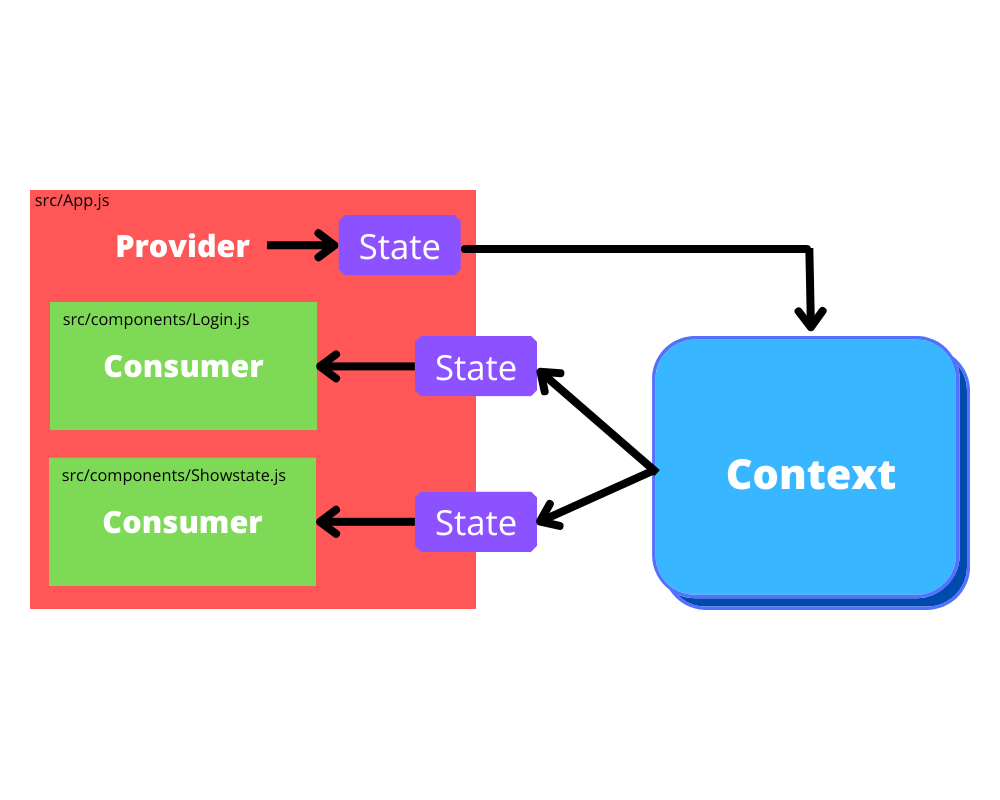 src/App.js
Provider
State
src/components/Login.js
Consumer
State
src/components/Showstate.js
Consumer
State
Context